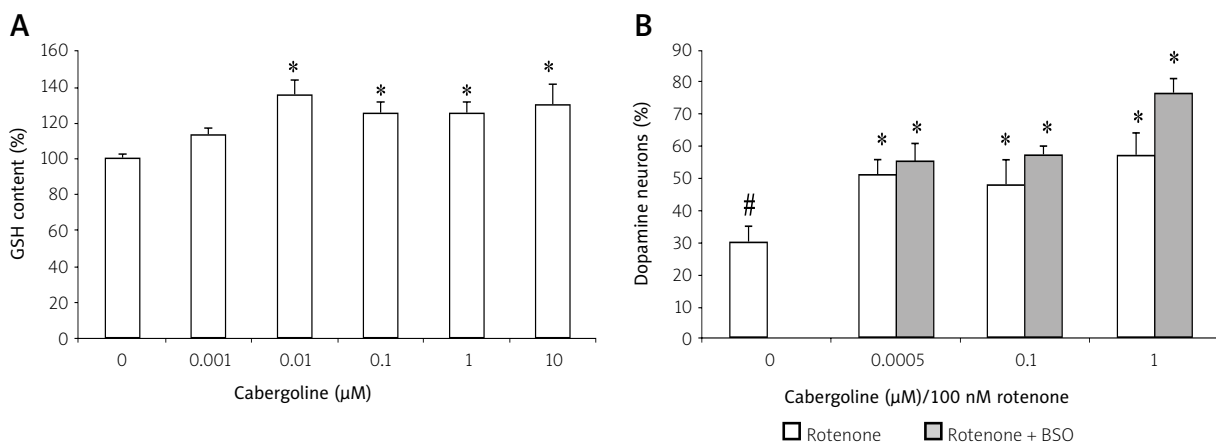 A
GSH content (%)
160
140
120
100
80
60
40
20
0
* * * *
0 0.001 0.01 0.1 1 10
Cabergoline (µM)
B
Dopamine neurons (%)
90
80
70
60
50
40
30
20
10
0
# * * * * * *
0 0.0005 0.1 1
Cabergoline (µM)/100 nM rotenone
Rotenone Rotenone + BSO